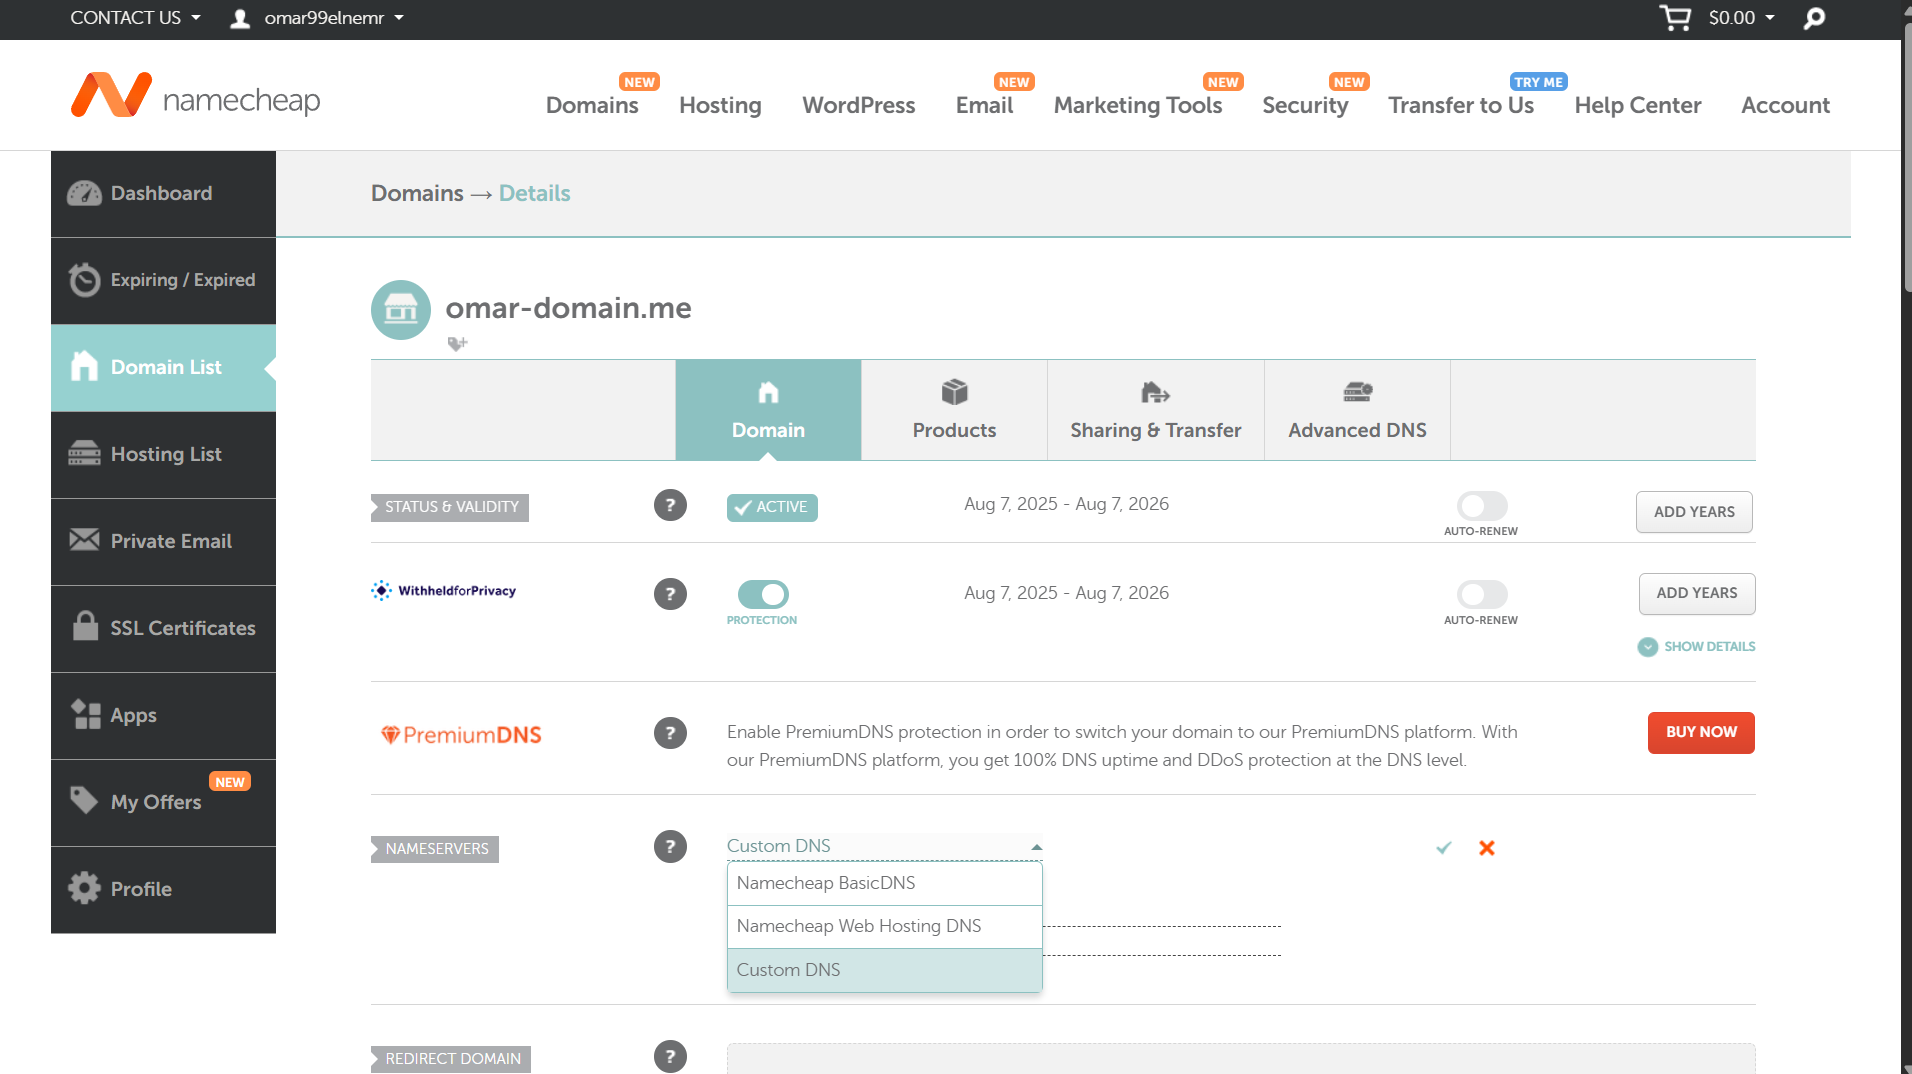 CONTACT US
omar99elnemr
$0.00
namecheap
NEW
NEW
NEW
NEW
TRY ME
Domains
Hosting
WordPress
Email
Marketing Tools
Security
Transfer to Us
Help Center
Account
Dashboard
Expiring / Expired
Domain List
Hosting List
Private Email
SSL Certificates
Apps
NEW
My Offers
Profile
Domains → Details
omar-domain.me
Domain
Products
Sharing & Transfer
Advanced DNS
STATUS & VALIDITY
?
ACTIVE
Aug 7, 2025 - Aug 7, 2026
AUTO-RENEW
ADD YEARS
WithheldforPrivacy
?
PROTECTION
Aug 7, 2025 - Aug 7, 2026
AUTO-RENEW
ADD YEARS
SHOW DETAILS
PremiumDNS
?
Enable PremiumDNS protection in order to switch your domain to our PremiumDNS platform. With
our PremiumDNS platform, you get 100% DNS uptime and DDoS protection at the DNS level.
BUY NOW
NAMESERVERS
?
Custom DNS
Namecheap BasicDNS
Namecheap Web Hosting DNS
Custom DNS
REDIRECT DOMAIN
?